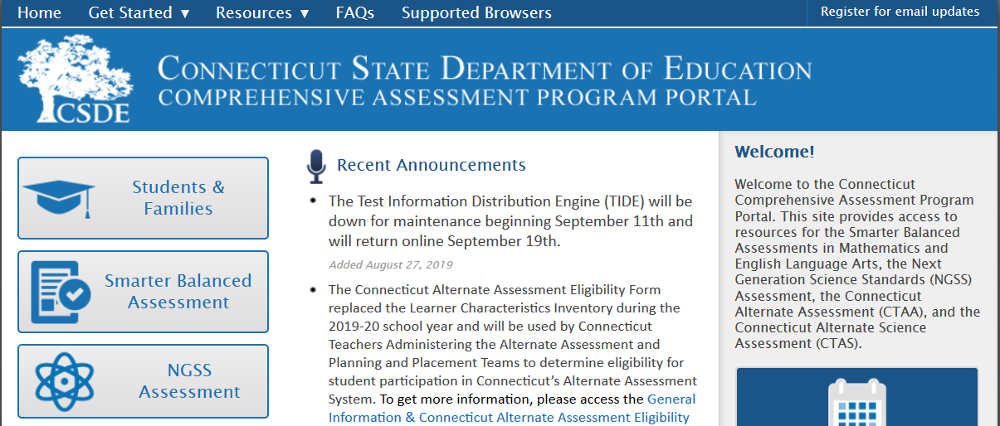 Home Get Started ▼ Resources ▼ FAQs Supported Browsers Register for email updates
CSDE
CONNECTICUT STATE DEPARTMENT OF EDUCATION
COMPREHENSIVE ASSESSMENT PROGRAM PORTAL
Students &
Families
Smarter Balanced
Assessment
NGSS
Assessment
Recent Announcements
• The Test Information Distribution Engine (TIDE) will be
down for maintenance beginning September 11th and
will return online September 19th.
Added August 27, 2019
• The Connecticut Alternate Assessment Eligibility Form
replaced the Learner Characteristics Inventory during the
2019-20 school year and will be used by Connecticut
Teachers Administering the Alternate Assessment and
Planning and Placement Teams to determine eligibility for
student participation in Connecticut’s Alternate Assessment
System. To get more information, please access the General
Information & Connecticut Alternate Assessment Eligibility
Welcome!
Welcome to the Connecticut
Comprehensive Assessment Program
Portal. This site provides access to
resources for the Smarter Balanced
Assessments in Mathematics and
English Language Arts, the Next
Generation Science Standards (NGSS)
Assessment, the Connecticut
Alternate Assessment (CTAA), and the
Connecticut Alternate Science
Assessment (CTAS).